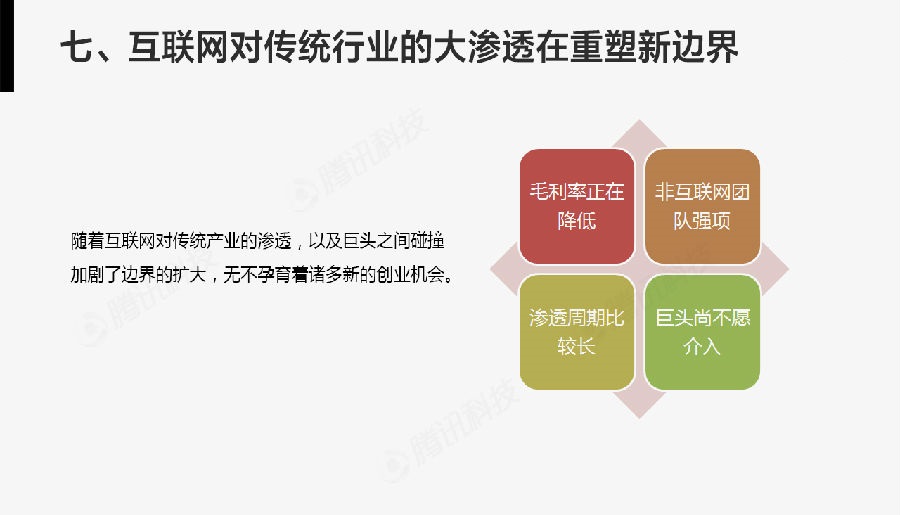 七、互联网对传统行业的大渗透在重塑新边界
随着互联网对传统产业的渗透，以及巨头之间碰撞
加剧了边界的扩大，无不孕育着诸多新的创业机会。
毛利率正在
降低
非互联网团
队强项
渗透周期比
较长
巨头尚不愿
介入
腾讯科技
腾讯科技
腾讯科技
腾讯科技